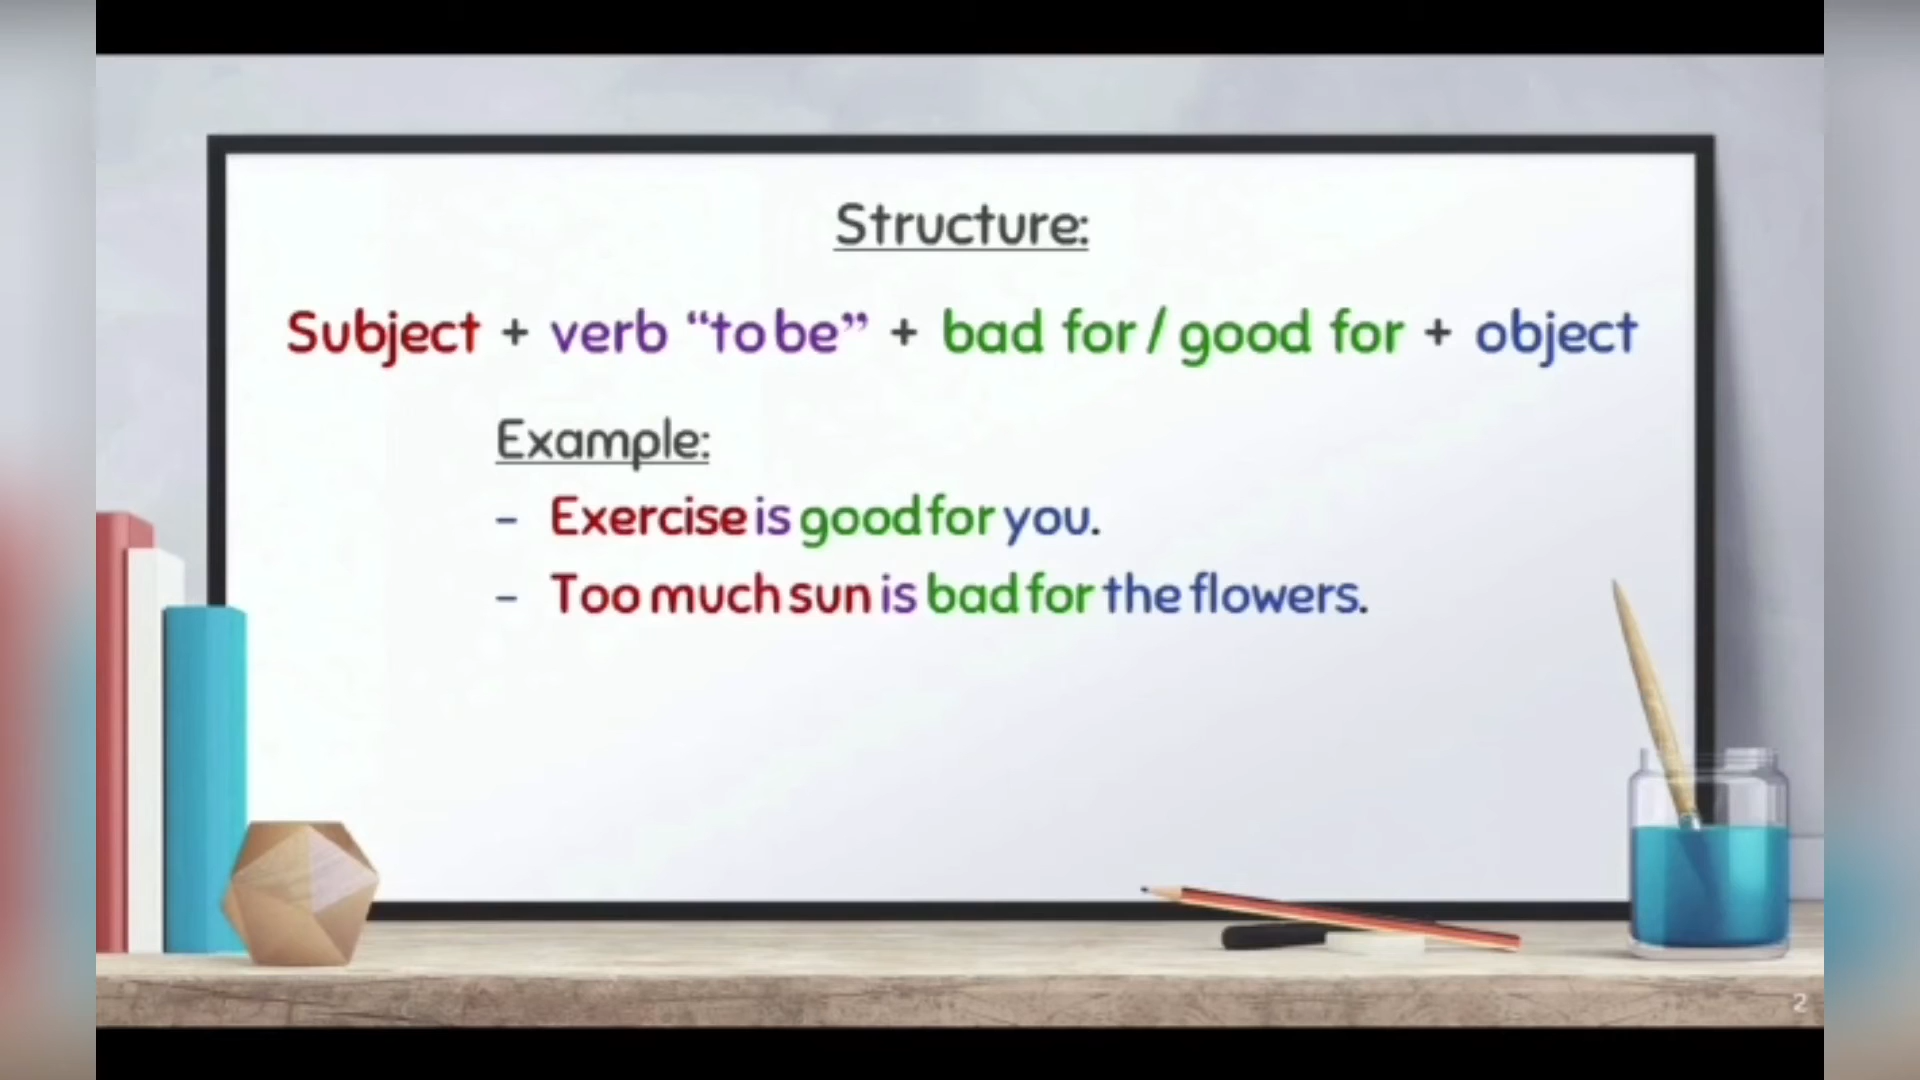 Structure:
Subject + verb “to be” + bad for / good for + object
Example:
- Exercise is good for you.
- Too much sun is bad for the flowers.
2